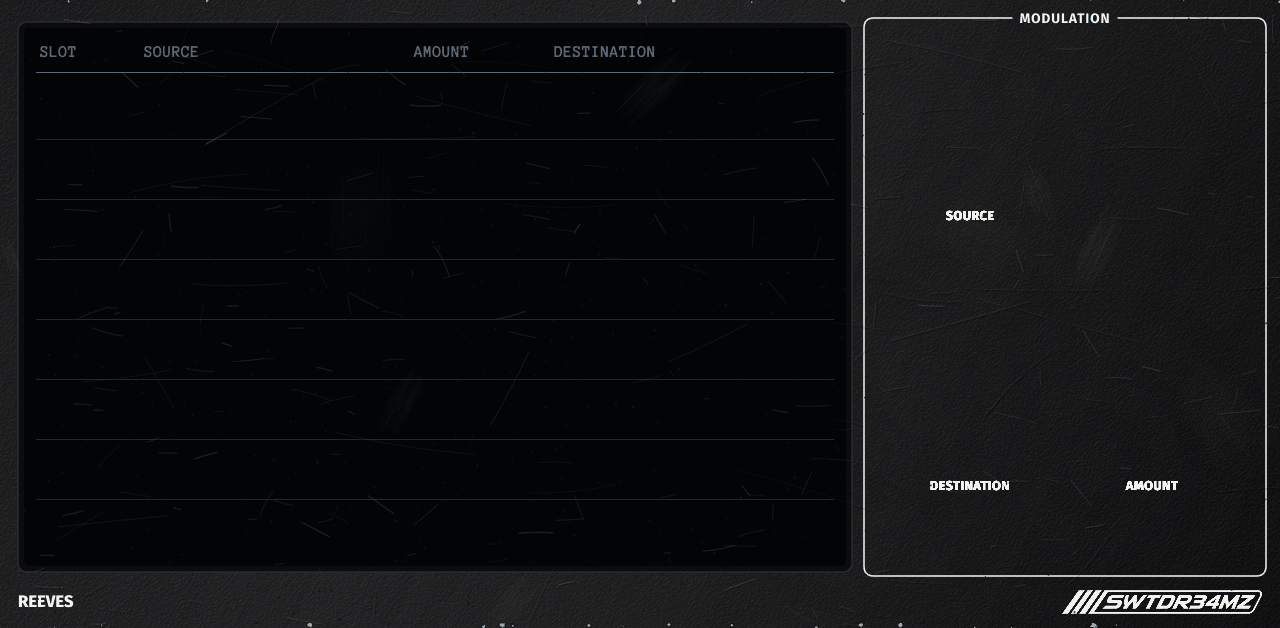 MODULATION
SLOT SOURCE AMOUNT DESTINATION
SOURCE
DESTINATION AMOUNT
REEVES
SWTDR34MZ